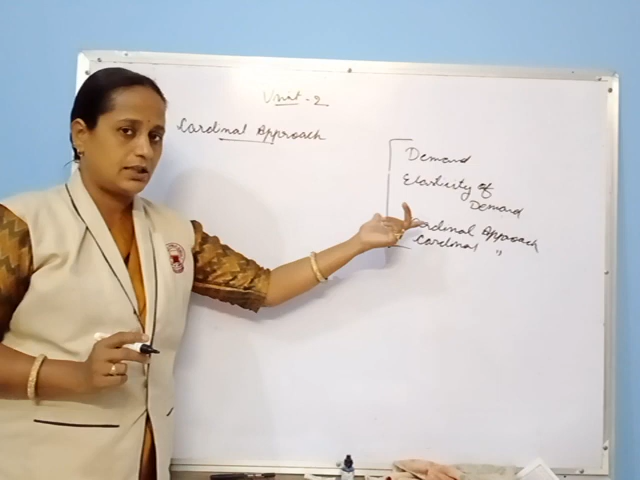 Unit - 2
Cardinal Approach
Demand
Elasticity of
Demand
Cardinal Approach
Cardinal "